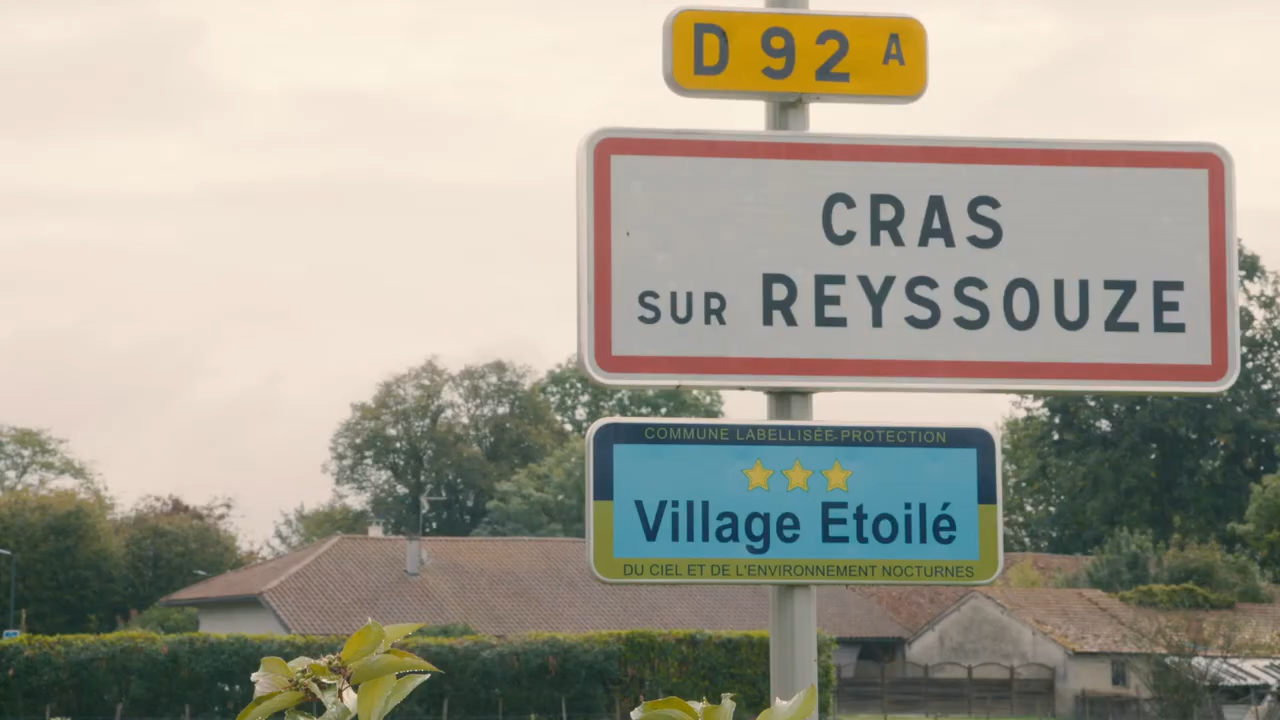 D 92 A
CRAS
SUR REYSSOUZE
COMMUNE LABELLISÉE PROTECTION
Village Etoilé
DU CIEL ET DE L'ENVIRONNEMENT NOCTURNES